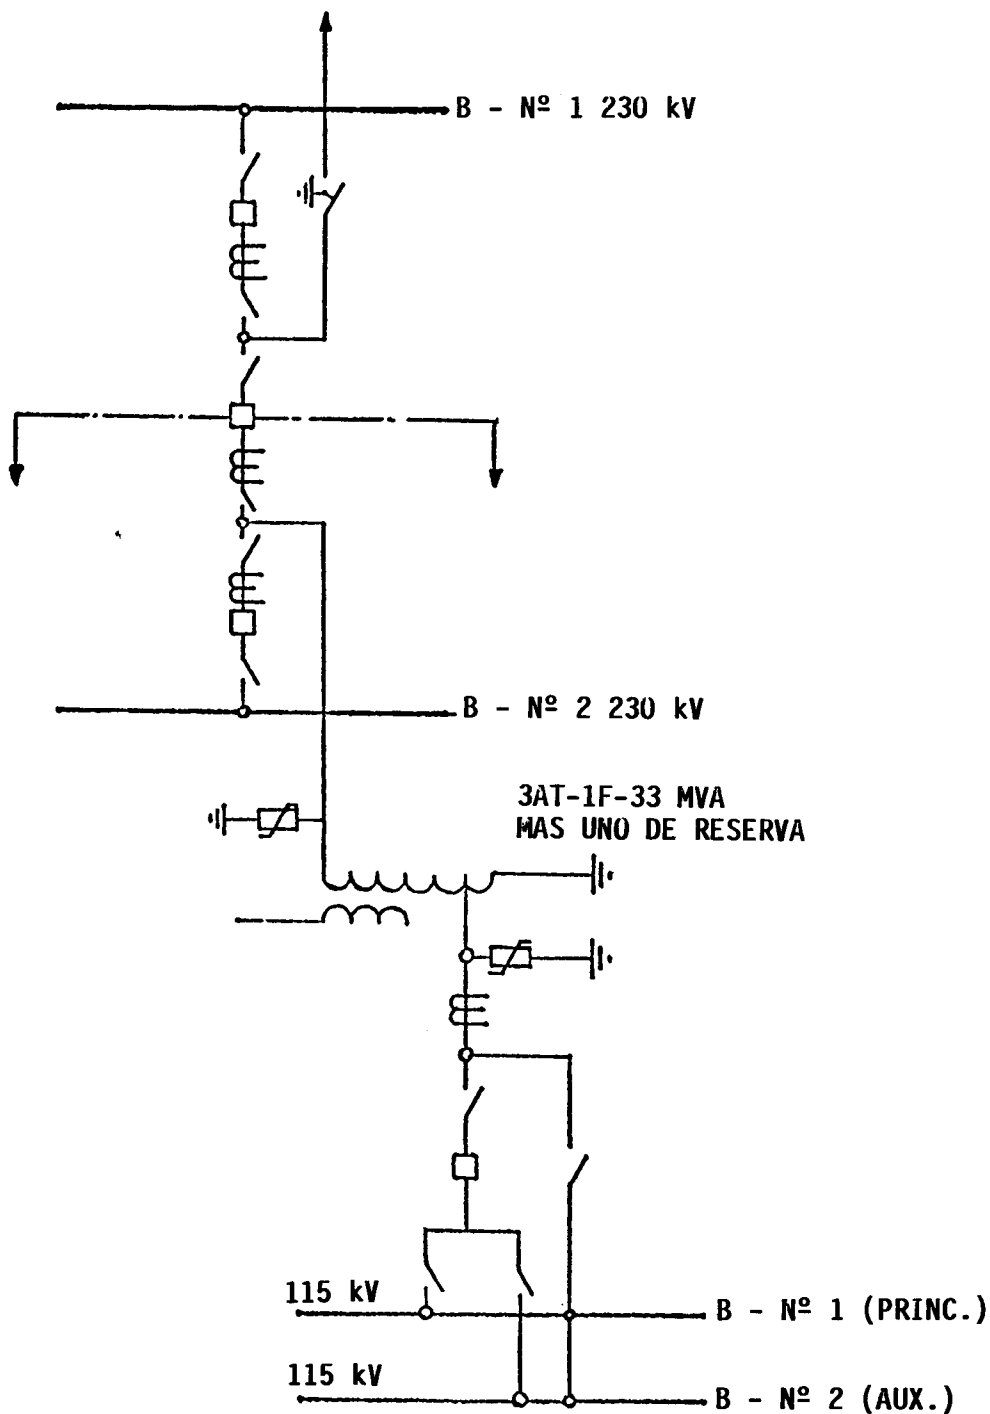 B - Nº 1 230 kV
B - Nº 2 230 kV
3AT-1F-33 MVA
MAS UNO DE RESERVA
115 kV
B - Nº 1 (PRINC.)
115 kV
B - Nº 2 (AUX.)